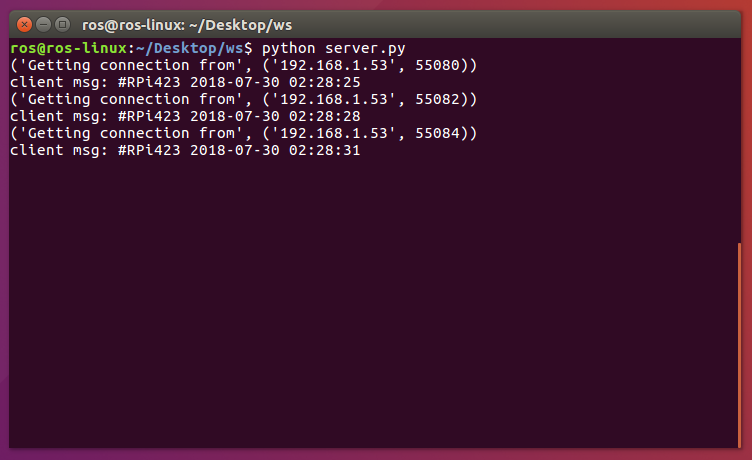 ros@ros-linux: ~/Desktop/ws
ros@ros-linux:~/Desktop/ws$ python server.py
('Getting connection from', ('192.168.1.53', 55080))
client msg: #RPi423 2018-07-30 02:28:25
('Getting connection from', ('192.168.1.53', 55082))
client msg: #RPi423 2018-07-30 02:28:28
('Getting connection from', ('192.168.1.53', 55084))
client msg: #RPi423 2018-07-30 02:28:31